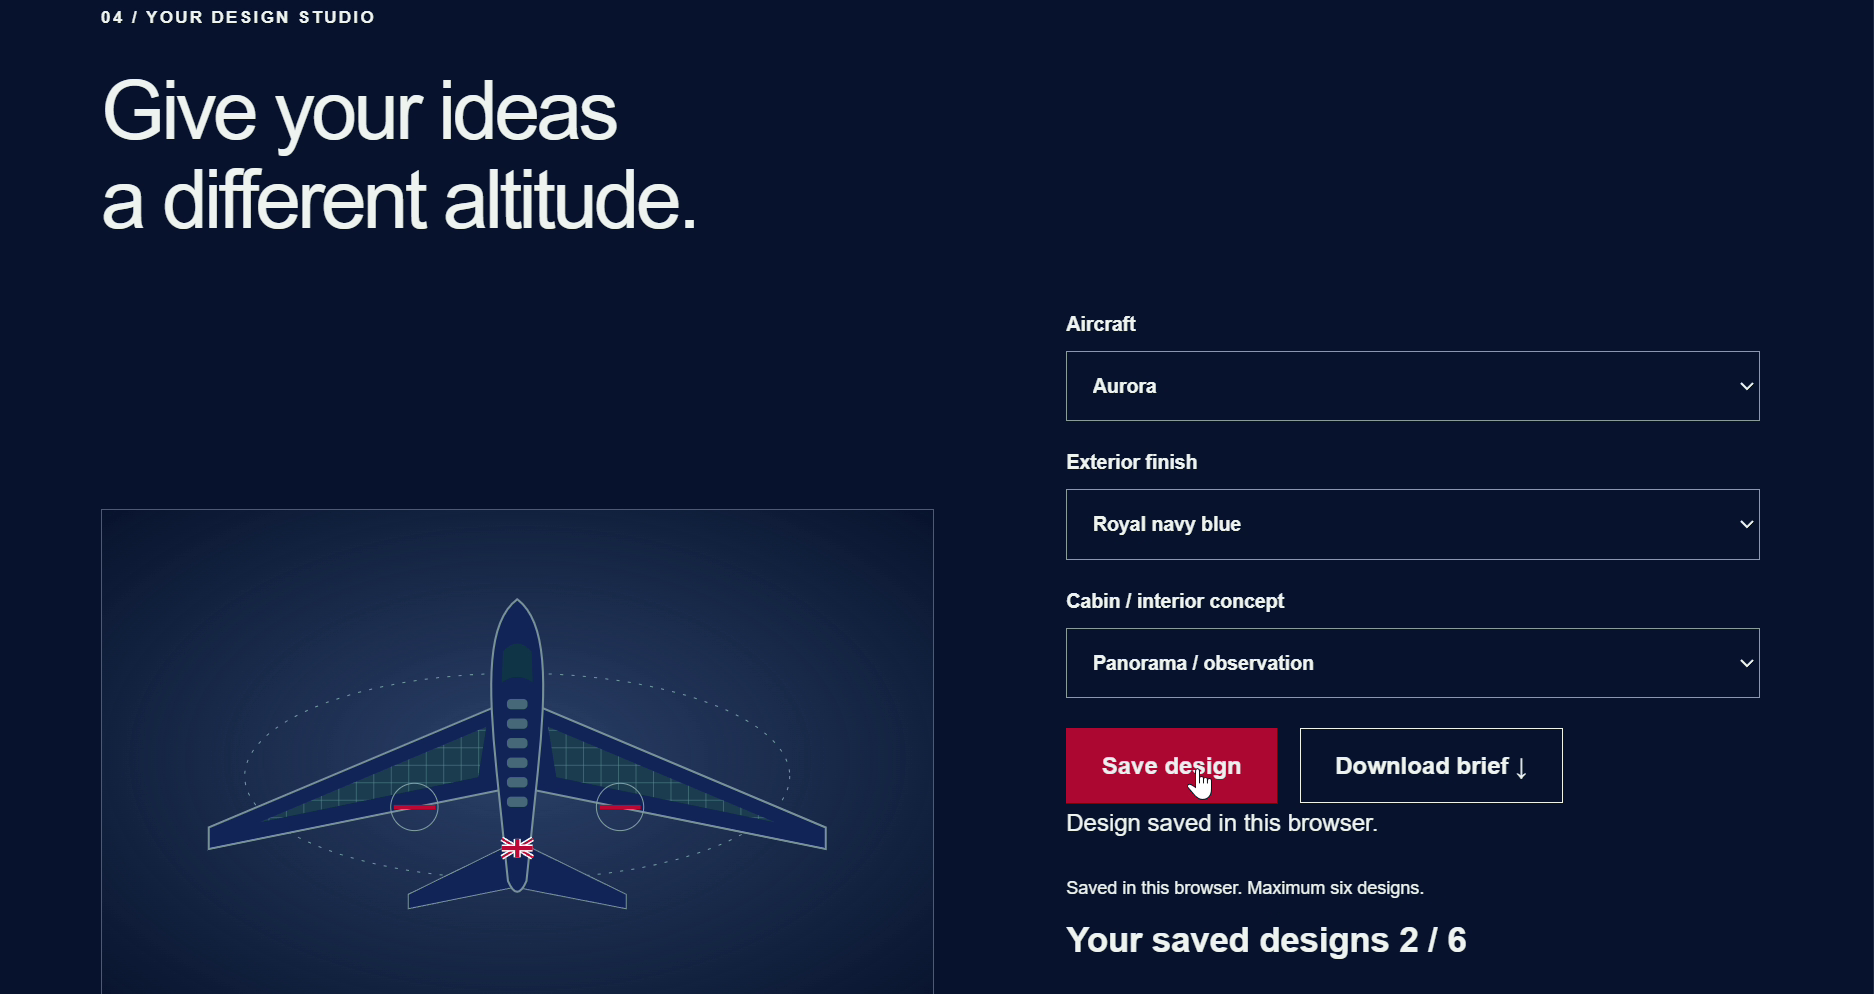 04 / YOUR DESIGN STUDIO
Give your ideas
a different altitude.
Aircraft
Aurora
Exterior finish
Royal navy blue
Cabin / interior concept
Panorama / observation
Save design
Download brief ↓
Design saved in this browser.
Saved in this browser. Maximum six designs.
Your saved designs 2 / 6